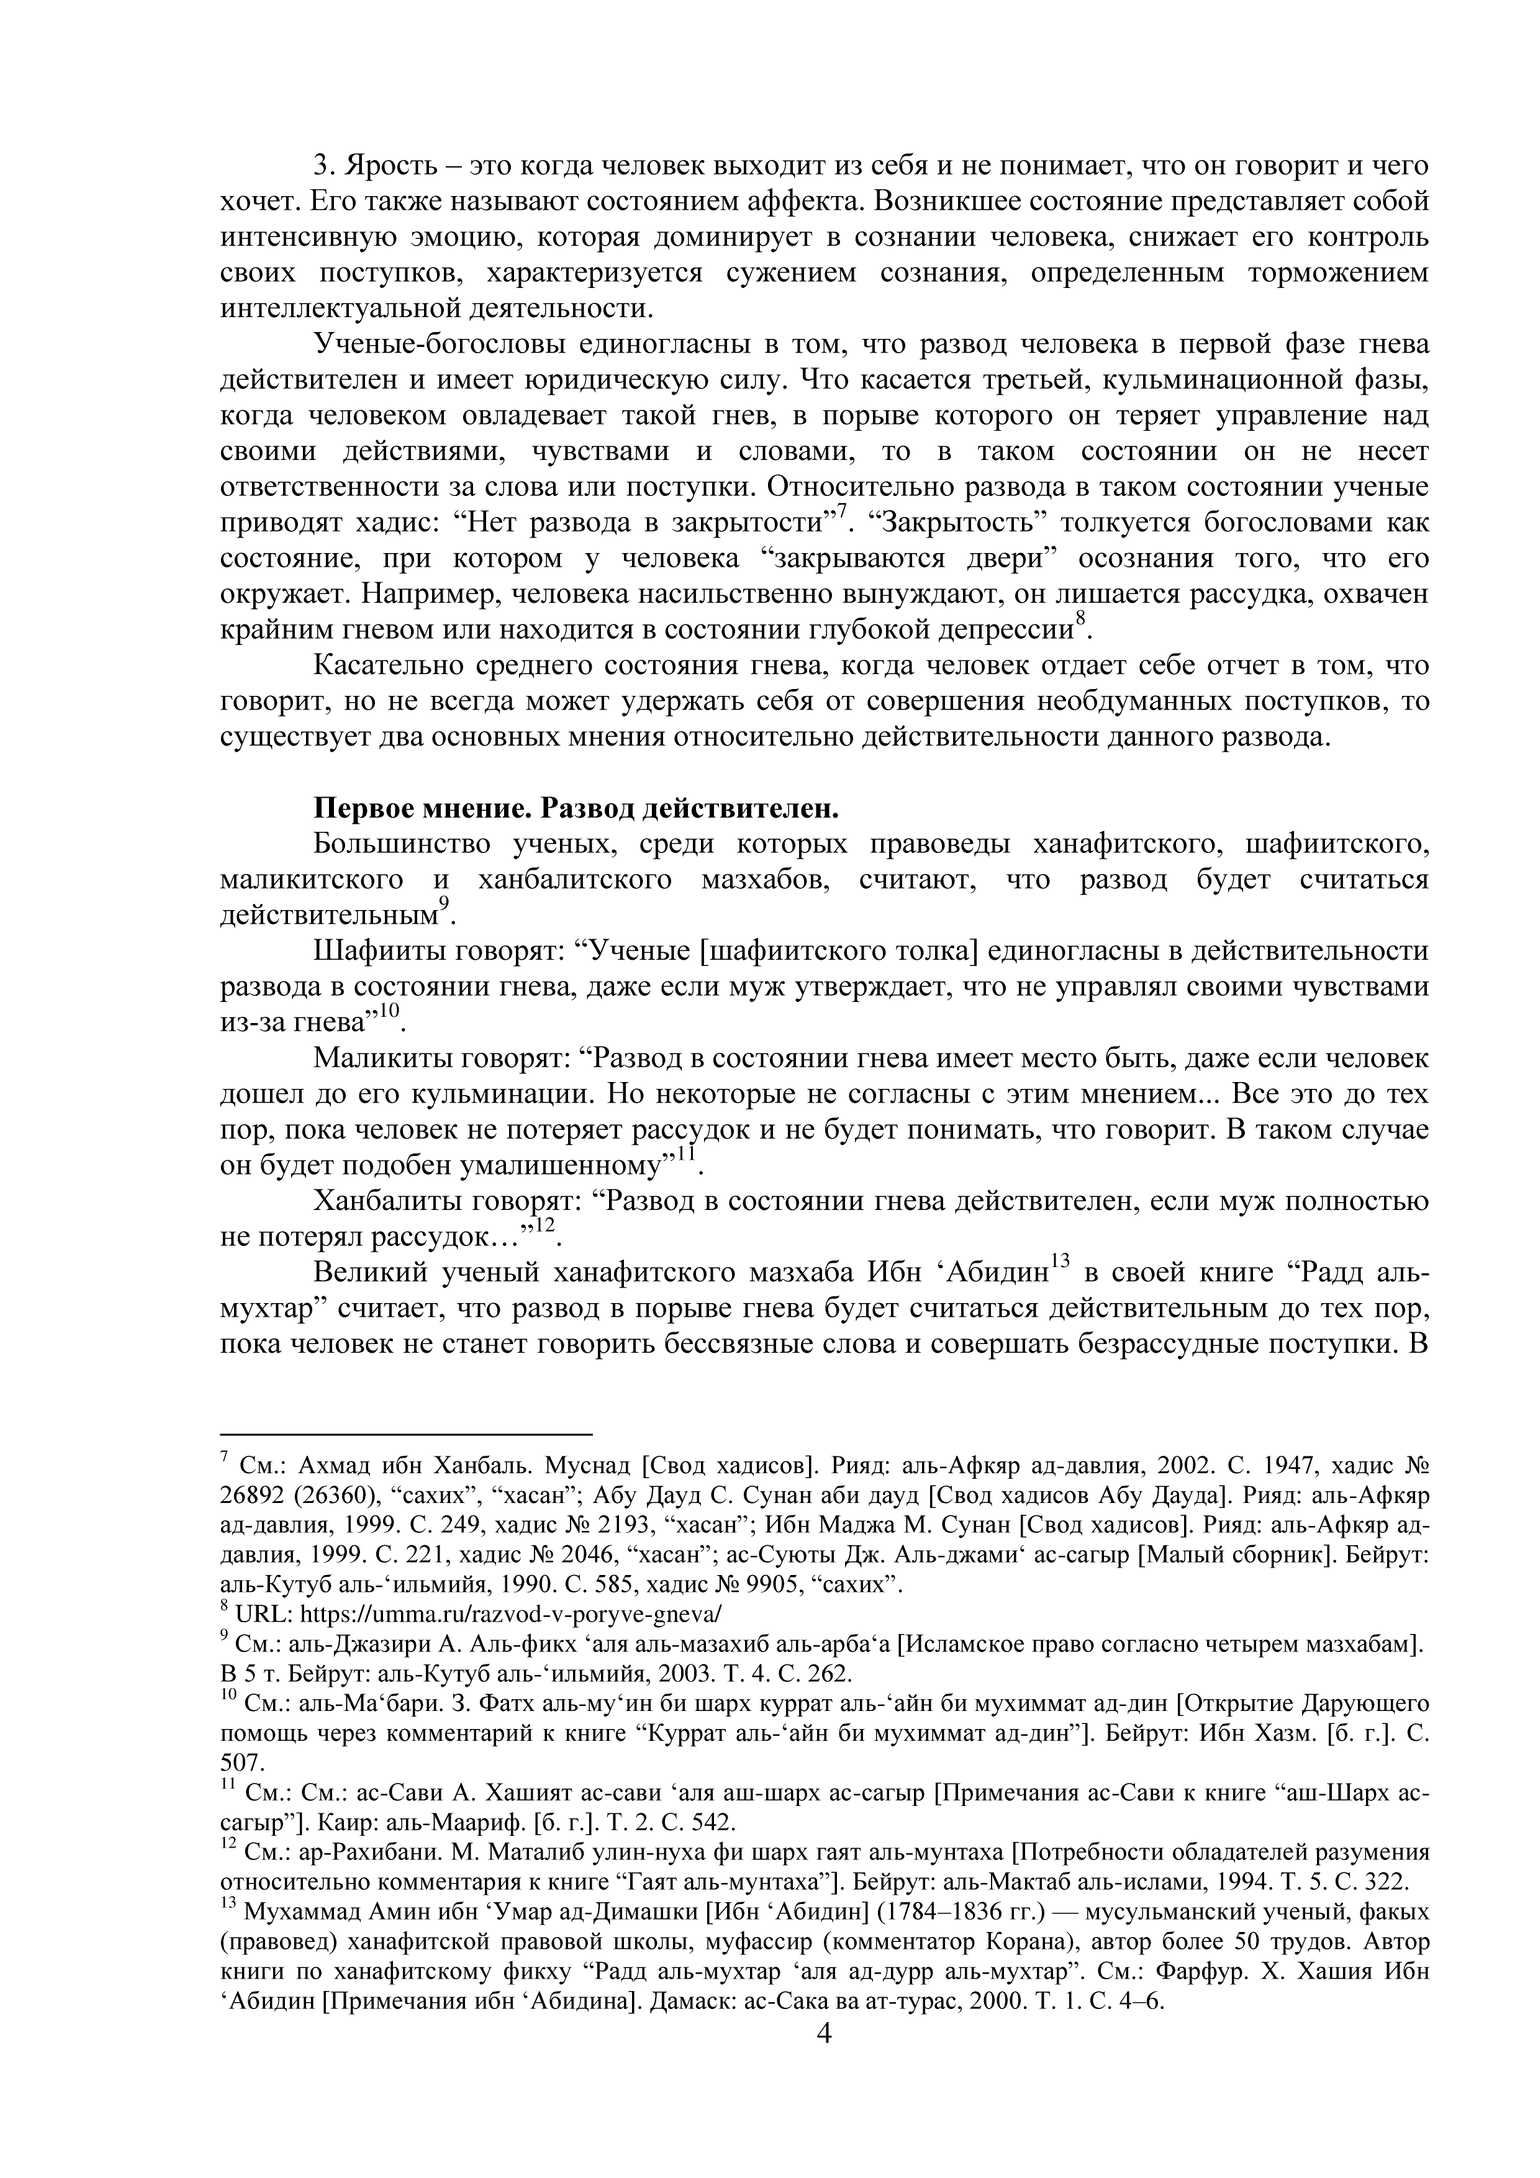 3. Ярость – это когда человек выходит из себя и не понимает, что он говорит и чего
хочет. Его также называют состоянием аффекта. Возникшее состояние представляет собой
интенсивную эмоцию, которая доминирует в сознании человека, снижает его контроль
своих поступков, характеризуется сужением сознания, определенным торможением
интеллектуальной деятельности.
Ученые-богословы единогласны в том, что развод человека в первой фазе гнева
действителен и имеет юридическую силу. Что касается третьей, кульминационной фазы,
когда человеком овладевает такой гнев, в порыве которого он теряет управление над
своими действиями, чувствами и словами, то в таком состоянии он не несет
ответственности за слова или поступки. Относительно развода в таком состоянии ученые
приводят хадис: “Нет развода в закрытости”7. “Закрытость” толкуется богословами как
состояние, при котором у человека “закрываются двери” осознания того, что его
окружает. Например, человека насильственно вынуждают, он лишается рассудка, охвачен
крайним гневом или находится в состоянии глубокой депрессии8.
Касательно среднего состояния гнева, когда человек отдает себе отчет в том, что
говорит, но не всегда может удержать себя от совершения необдуманных поступков, то
существует два основных мнения относительно действительности данного развода.
Первое мнение. Развод действителен.
Большинство ученых, среди которых правоведы ханафитского, шафиитского,
маликитского и ханбалитского мазхабов, считают, что развод будет считаться
действительным9.
Шафииты говорят: “Ученые [шафиитского толка] единогласны в действительности
развода в состоянии гнева, даже если муж утверждает, что не управлял своими чувствами
из-за гнева”10.
Маликиты говорят: “Развод в состоянии гнева имеет место быть, даже если человек
дошел до его кульминации. Но некоторые не согласны с этим мнением... Все это до тех
пор, пока человек не потеряет рассудок и не будет понимать, что говорит. В таком случае
он будет подобен умалишенному”11.
Ханбалиты говорят: “Развод в состоянии гнева действителен, если муж полностью
не потерял рассудок…”12.
Великий ученый ханафитского мазхаба Ибн ‘Абидин13 в своей книге “Радд аль-
мухтар” считает, что развод в порыве гнева будет считаться действительным до тех пор,
пока человек не станет говорить бессвязные слова и совершать безрассудные поступки. В
7 См.: Ахмад ибн Ханбаль. Муснад [Свод хадисов]. Рияд: аль-Афкяр ад-давлия, 2002. С. 1947, хадис №
26892 (26360), “сахих”, “хасан”; Абу Дауд С. Сунан аби дауд [Свод хадисов Абу Дауда]. Рияд: аль-Афкяр
ад-давлия, 1999. С. 249, хадис № 2193, “хасан”; Ибн Маджа М. Сунан [Свод хадисов]. Рияд: аль-Афкяр ад-
давлия, 1999. С. 221, хадис № 2046, “хасан”; ас-Суюты Дж. Аль-джами‘ ас-сагыр [Малый сборник]. Бейрут:
аль-Кутуб аль-‘ильмийя, 1990. С. 585, хадис № 9905, “сахих”.
8 URL: https://umma.ru/razvod-v-poryve-gneva/
9 См.: аль-Джазири А. Аль-фикх ‘аля аль-мазахиб аль-арба‘а [Исламское право согласно четырем мазхабам].
В 5 т. Бейрут: аль-Кутуб аль-‘ильмийя, 2003. Т. 4. С. 262.
10 См.: аль-Ма‘бари. З. Фатх аль-му‘ин би шарх куррат аль-‘айн би мухиммат ад-дин [Открытие Дарующего
помощь через комментарий к книге “Куррат аль-‘айн би мухиммат ад-дин”]. Бейрут: Ибн Хазм. [б. г.]. С.
507.
11 См.: См.: ас-Сави А. Хашият ас-сави ‘аля аш-шарх ас-сагыр [Примечания ас-Сави к книге “аш-Шарх ас-
сагыр”]. Каир: аль-Маариф. [б. г.]. Т. 2. С. 542.
12 См.: ар-Рахибани. М. Маталиб улин-нуха фи шарх гаят аль-мунтаха [Потребности обладателей разумения
относительно комментария к книге “Гаят аль-мунтаха”]. Бейрут: аль-Мактаб аль-ислами, 1994. Т. 5. С. 322.
13 Мухаммад Амин ибн ‘Умар ад-Димашки [Ибн ‘Абидин] (1784–1836 гг.) — мусульманский ученый, факых
(правовед) ханафитской правовой школы, муфассир (комментатор Корана), автор более 50 трудов. Автор
книги по ханафитскому фикху “Радд аль-мухтар ‘аля ад-дурр аль-мухтар”. См.: Фарфур. Х. Хашия Ибн
‘Абидин [Примечания ибн ‘Абидина]. Дамаск: ас-Сака ва ат-турас, 2000. Т. 1. С. 4–6.
4